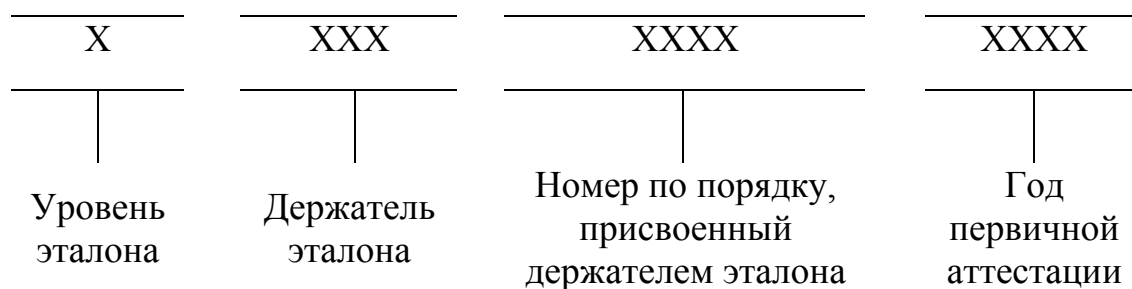 X XXX XXXX XXXX
Уровень
эталона
Держатель
эталона
Номер по порядку,
присвоенный
держателем эталона
Год
первичной
аттестации